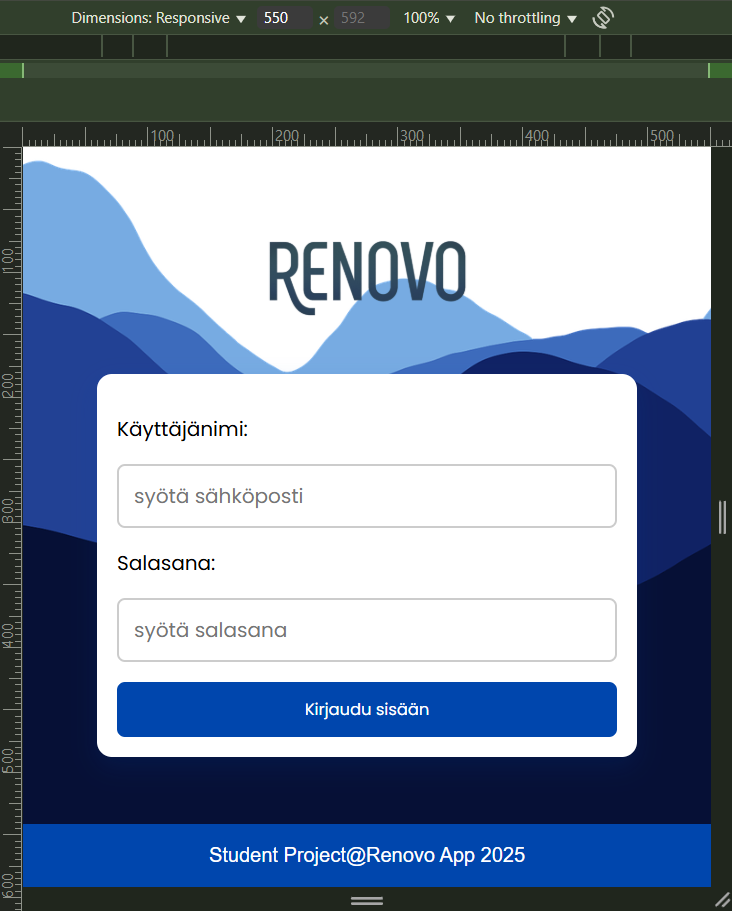 Dimensions: Responsive ▼ 550 × 592 100% ▼ No throttling ▼
100 200 300 400 500
RENOVO
100
200
Käyttäjänimi:
syötä sähköposti
300
Salasana:
syötä salasana
400
Kirjaudu sisään
500
Student Project@Renovo App 2025
600